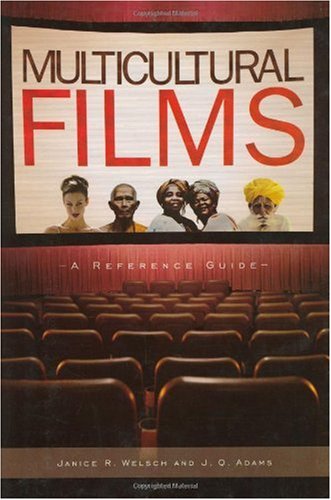 MULTICULTURAL
FILMS
–A REFERENCE GUIDE–
JANICE R. WELSCH AND J. Q. ADAMS